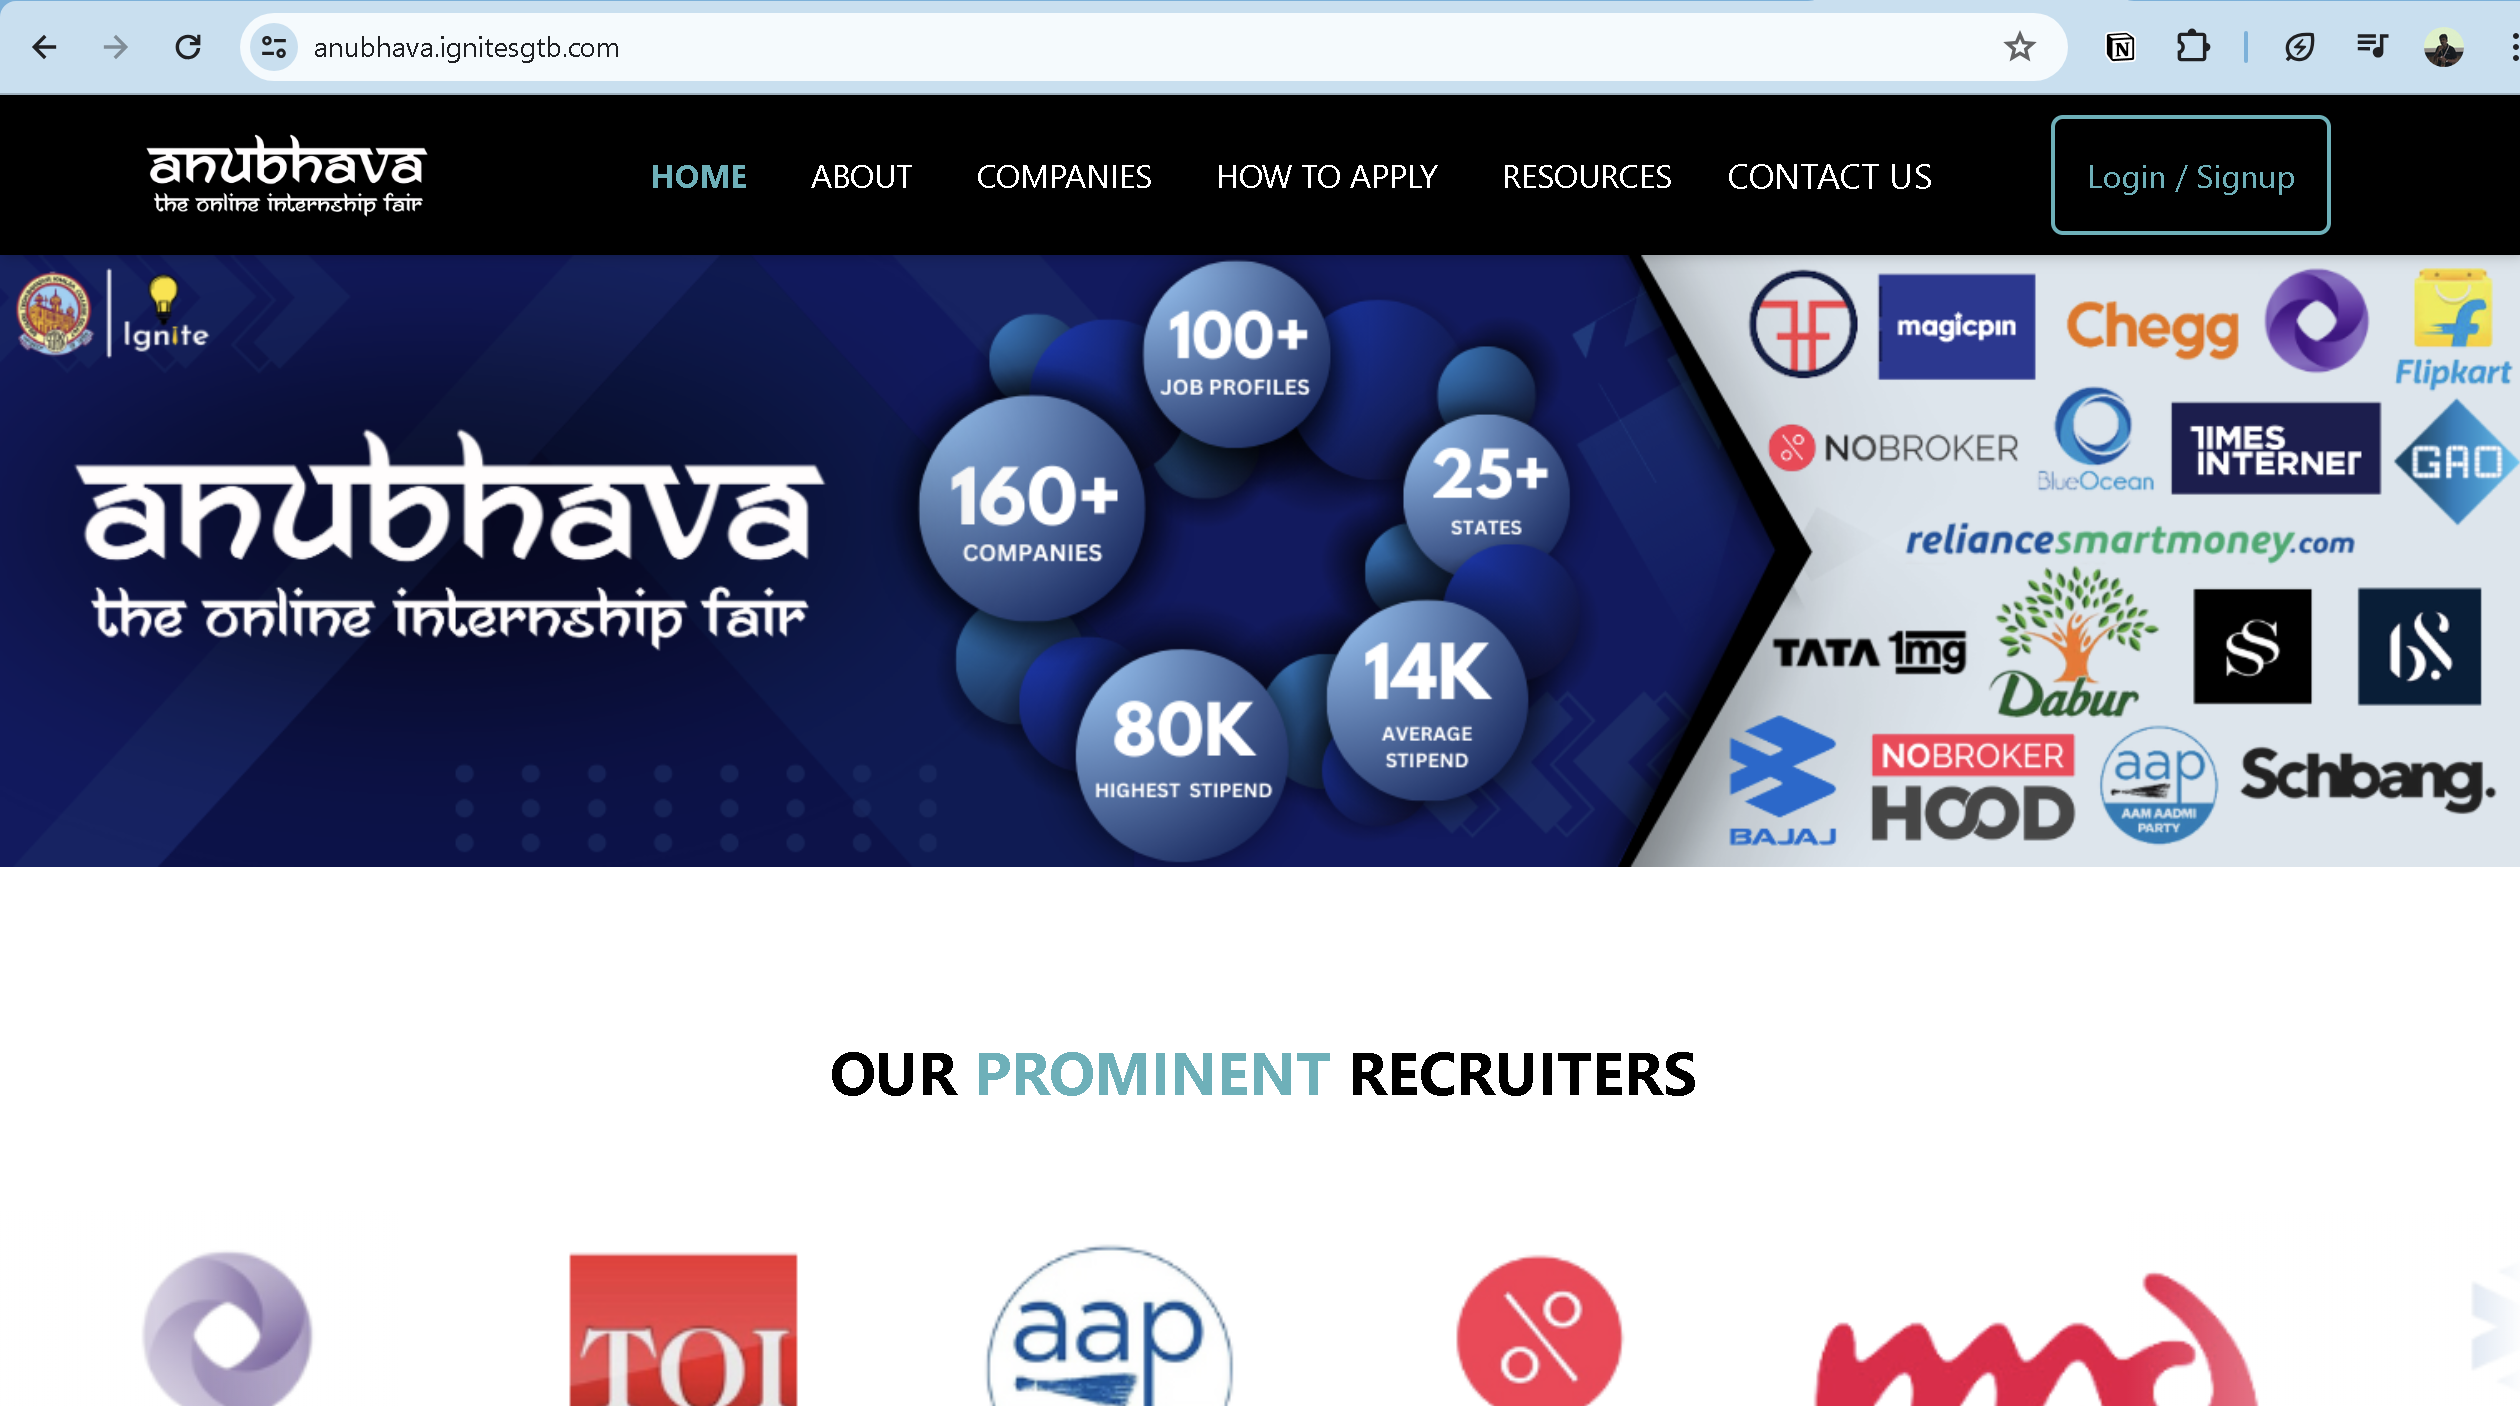 anubhava.ignitesgtb.com
anubhava
the online internship fair
HOME
ABOUT
COMPANIES
HOW TO APPLY
RESOURCES
CONTACT US
Login / Signup
Ignite
anubhava
the online internship fair
100+
JOB PROFILES
160+
COMPANIES
25+
STATES
14K
AVERAGE
STIPEND
80K
HIGHEST STIPEND
magicpin
Chegg
Flipkart
NOBROKER
BlueOcean
TIMES
INTERNET
GAO
reliancesmartmoney.com
TATA 1mg
Dabur
BAJAJ
NOBROKER
HOOD
aap
AAM AADMI
PARTY
Schbang.
OUR PROMINENT RECRUITERS
TOI
aap